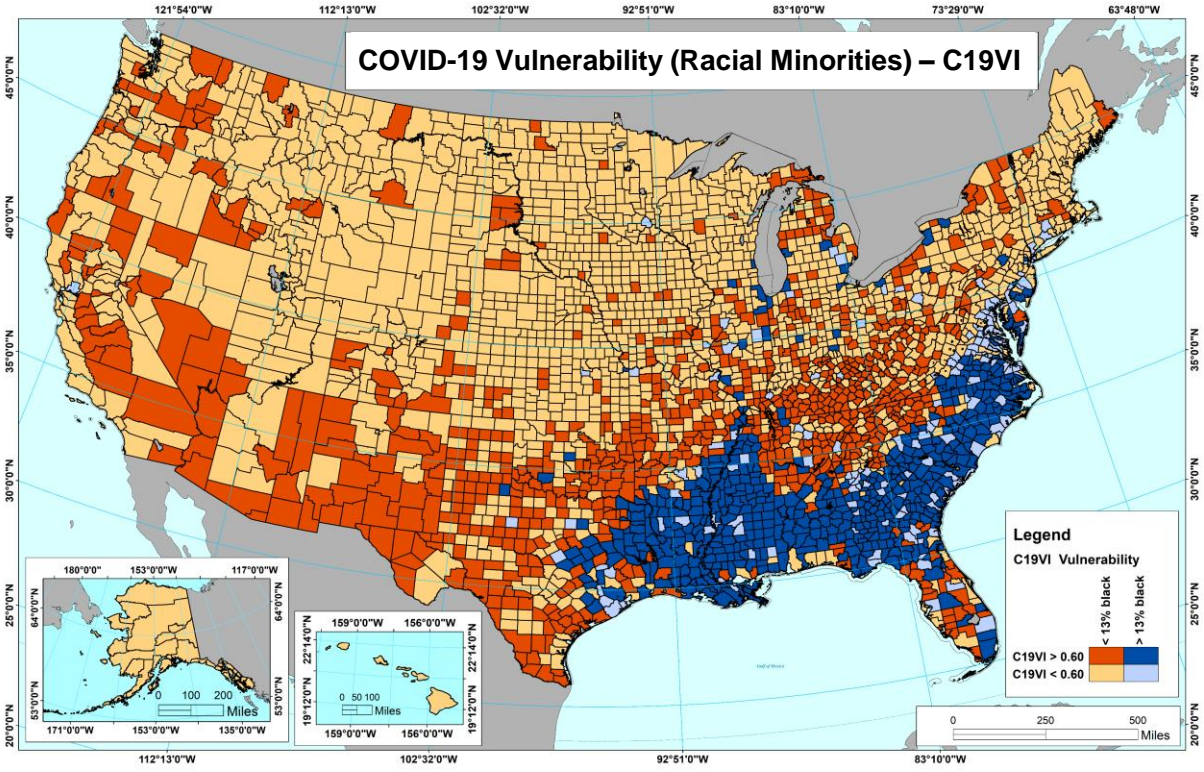 121°54'0"W 112°13'0"W 102°32'0"W 92°51'0"W 83°10'0"W 73°29'0"W 63°48'0"W
COVID-19 Vulnerability (Racial Minorities) – C19VI
45°0'0"N
40°0'0"N
35°0'0"N
30°0'0"N
25°0'0"N
20°0'0"N
45°0'0"N
40°0'0"N
35°0'0"N
30°0'0"N
25°0'0"N
20°0'0"N
Legend
C19VI Vulnerability
< 13% black
> 13% black
C19VI > 0.60
C19VI < 0.60
Gulf of Mexico
180°0'0"W 153°0'0"W 117°0'0"W
64°0'0"N
53°0'0"N
64°0'0"N
53°0'0"N
0 100 200
Miles
171°0'0"W 153°0'0"W 135°0'0"W
159°0'0"W 156°0'0"W
22°14'0"N
19°12'0"N
22°14'0"N
19°12'0"N
0 50 100
Miles
159°0'0"W 156°0'0"W
0 250 500
Miles
112°13'0"W 102°32'0"W 92°51'0"W 83°10'0"W